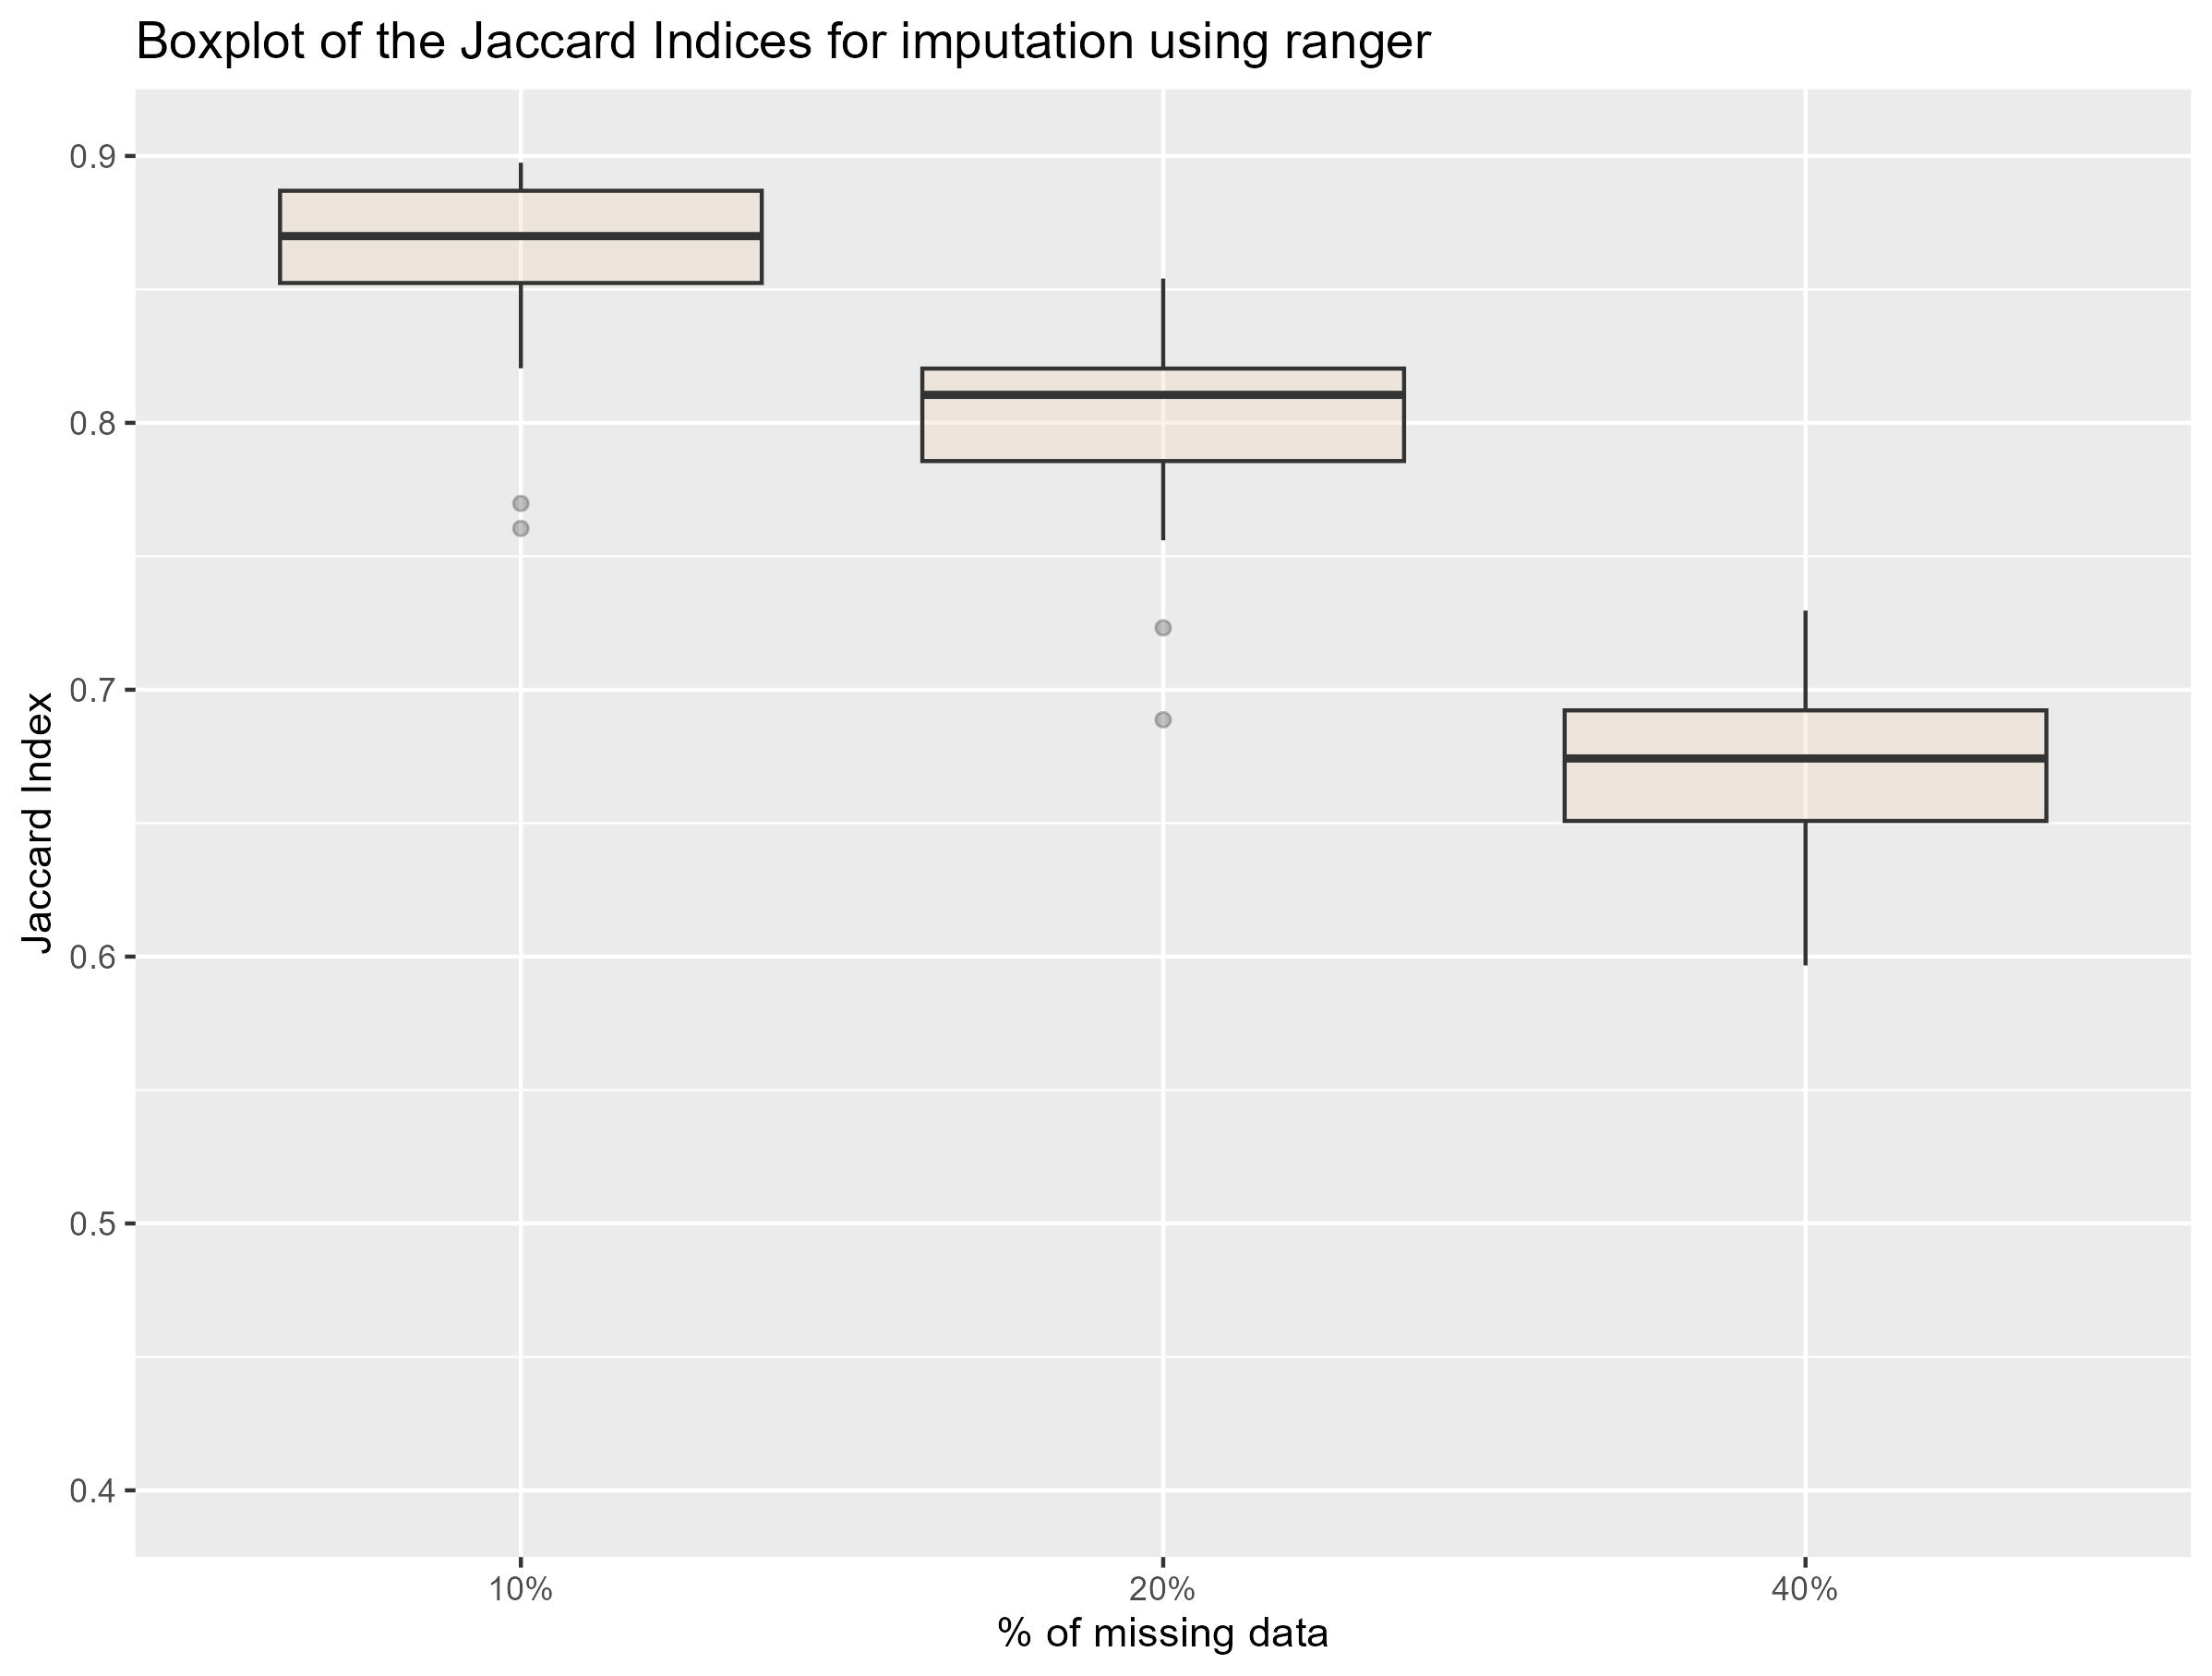 Boxplot of the Jaccard Indices for imputation using ranger
Jaccard Index
0.9
0.8
0.7
0.6
0.5
0.4
10% 20% 40%
% of missing data